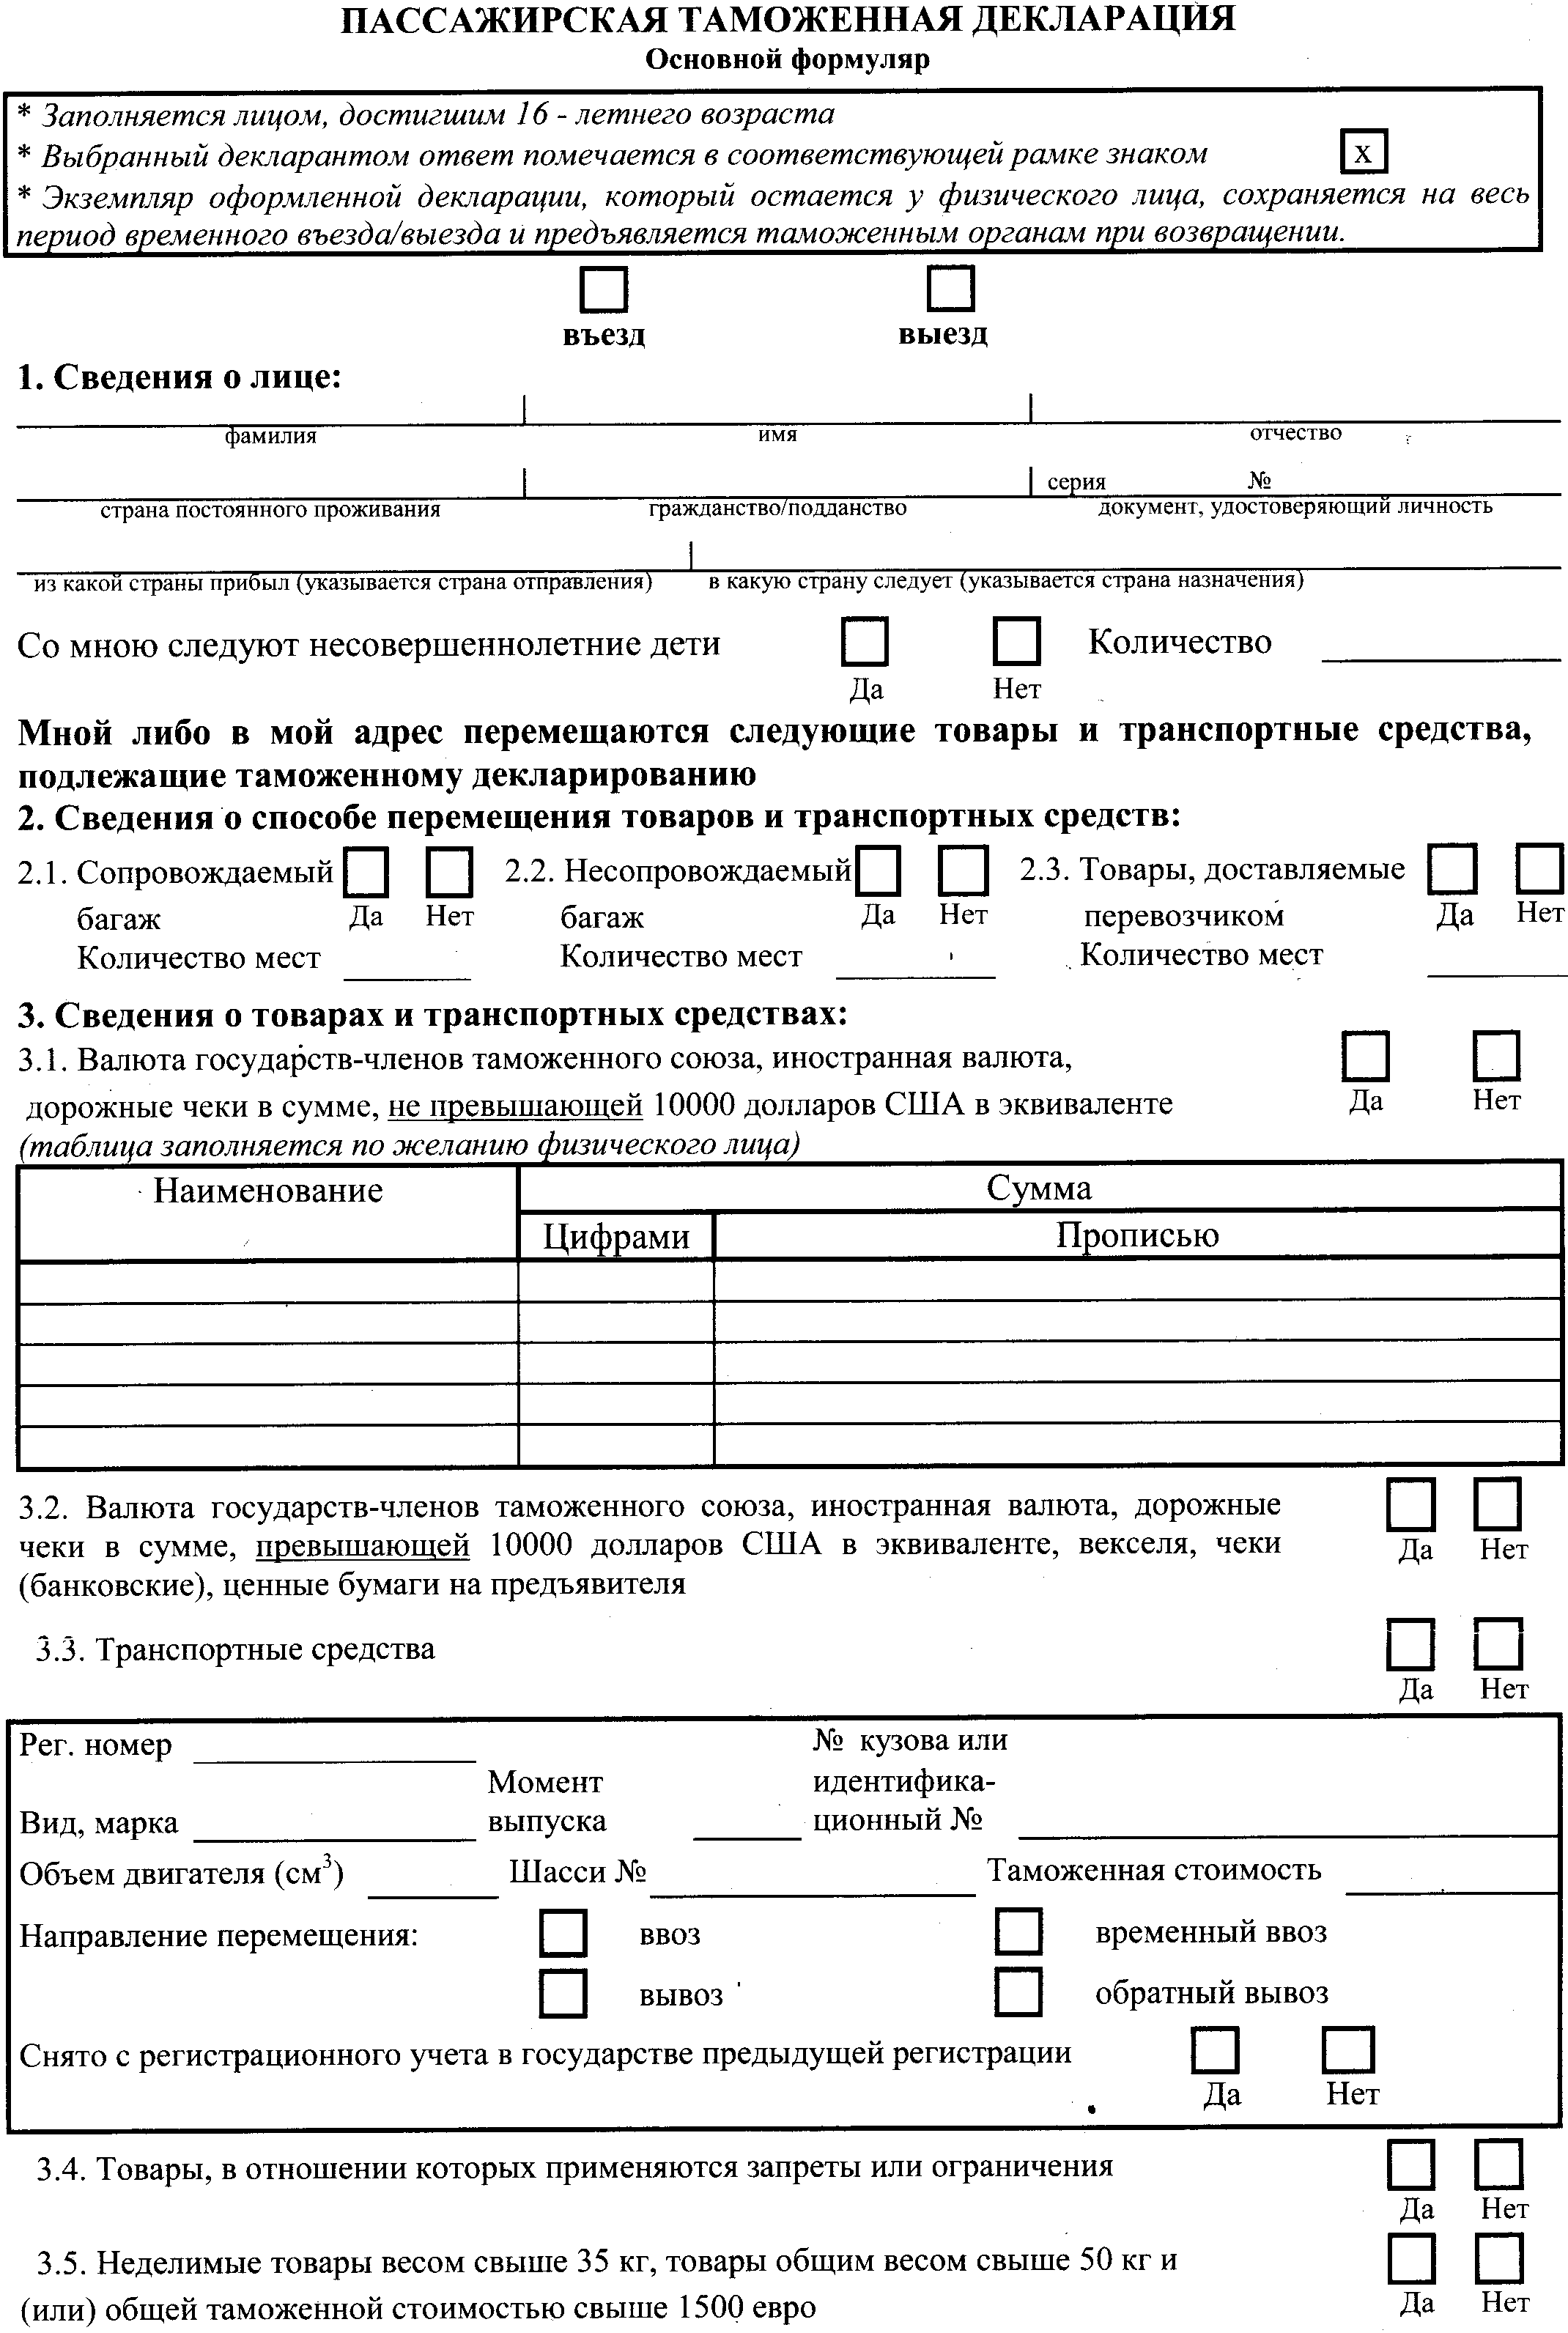 ПАССАЖИРСКАЯ ТАМОЖЕННАЯ ДЕКЛАРАЦИЯ
Основной формуляр
* Заполняется лицом, достигшим 16 - летнего возраста
* Выбранный декларантом ответ помечается в соответствующей рамке знаком x
* Экземпляр оформленной декларации, который остается у физического лица, сохраняется на весь
период временного въезда/выезда и предъявляется таможенным органам при возвращении.
въезд выезд
1. Сведения о лице:
фамилия имя отчество
серия №
страна постоянного проживания гражданство/подданство документ, удостоверяющий личность
из какой страны прибыл (указывается страна отправления) в какую страну следует (указывается страна назначения)
Со мною следуют несовершеннолетние дети Количество
Да Нет
Мной либо в мой адрес перемещаются следующие товары и транспортные средства,
подлежащие таможенному декларированию
2. Сведения о способе перемещения товаров и транспортных средств:
2.1. Сопровождаемый 2.2. Несопровождаемый 2.3. Товары, доставляемые
багаж Да Нет багаж Да Нет перевозчиком Да Нет
Количество мест Количество мест Количество мест
3. Сведения о товарах и транспортных средствах:
3.1. Валюта государств-членов таможенного союза, иностранная валюта,
дорожные чеки в сумме, не превышающей 10000 долларов США в эквиваленте Да Нет
(таблица заполняется по желанию физического лица)
Наименование Сумма
Цифрами Прописью
3.2. Валюта государств-членов таможенного союза, иностранная валюта, дорожные
чеки в сумме, превышающей 10000 долларов США в эквиваленте, векселя, чеки Да Нет
(банковские), ценные бумаги на предъявителя
3.3. Транспортные средства
Да Нет
Рег. номер № кузова или
Момент идентифика-
Вид, марка выпуска ционный №
Объем двигателя (см³) Шасси № Таможенная стоимость
Направление перемещения: ввоз временный ввоз
вывоз обратный вывоз
Снято с регистрационного учета в государстве предыдущей регистрации
Да Нет
3.4. Товары, в отношении которых применяются запреты или ограничения
Да Нет
3.5. Неделимые товары весом свыше 35 кг, товары общим весом свыше 50 кг и
(или) общей таможенной стоимостью свыше 1500 евро Да Нет